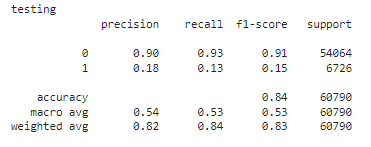 testing
precision recall f1-score support
0 0.90 0.93 0.91 54064
1 0.18 0.13 0.15 6726
accuracy 0.84 60790
macro avg 0.54 0.53 0.53 60790
weighted avg 0.82 0.84 0.83 60790